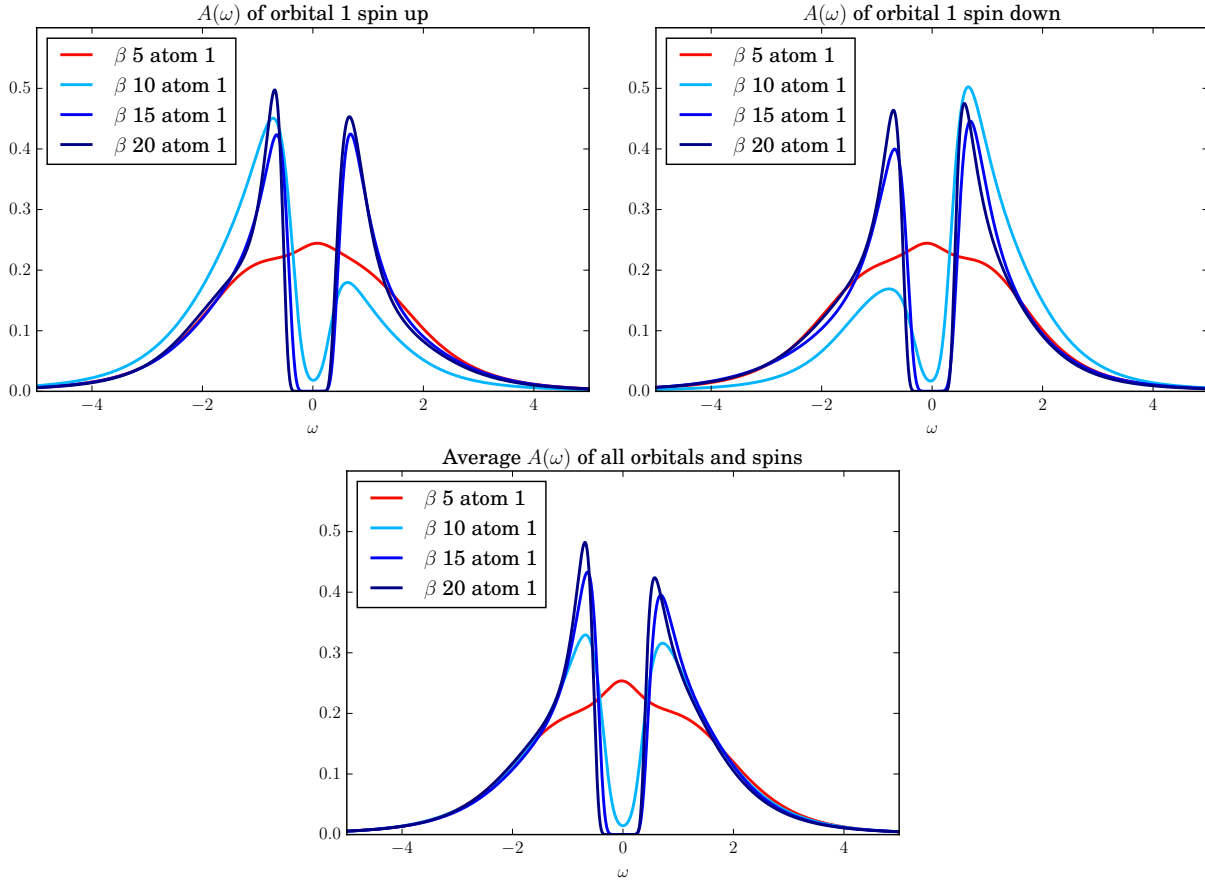 A(ω) of orbital 1 spin up
β 5 atom 1
β 10 atom 1
β 15 atom 1
β 20 atom 1
0.5
0.4
0.3
0.2
0.1
0.0
−4 −2 0 2 4
ω
A(ω) of orbital 1 spin down
β 5 atom 1
β 10 atom 1
β 15 atom 1
β 20 atom 1
0.5
0.4
0.3
0.2
0.1
0.0
−4 −2 0 2 4
ω
Average A(ω) of all orbitals and spins
β 5 atom 1
β 10 atom 1
β 15 atom 1
β 20 atom 1
0.5
0.4
0.3
0.2
0.1
0.0
−4 −2 0 2 4
ω